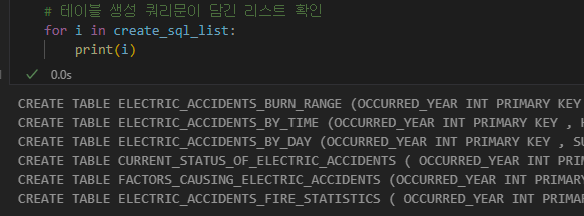 # 테이블 생성 쿼리문이 담긴 리스트 확인
for i in create_sql_list:
print(i)
✓ 0.0s
CREATE TABLE ELECTRIC_ACCIDENTS_BURN_RANGE (OCCURRED_YEAR INT PRIMARY KEY
CREATE TABLE ELECTRIC_ACCIDENTS_BY_TIME (OCCURRED_YEAR INT PRIMARY KEY ,
CREATE TABLE ELECTRIC_ACCIDENTS_BY_DAY (OCCURRED_YEAR INT PRIMARY KEY , SU
CREATE TABLE CURRENT_STATUS_OF_ELECTRIC_ACCIDENTS ( OCCURRED_YEAR INT PRI
CREATE TABLE FACTORS_CAUSING_ELECTRIC_ACCIDENTS (OCCURRED_YEAR INT PRIMARY
CREATE TABLE ELECTRIC_ACCIDENTS_FIRE_STATISTICS ( OCCURRED_YEAR INT PRIMAR